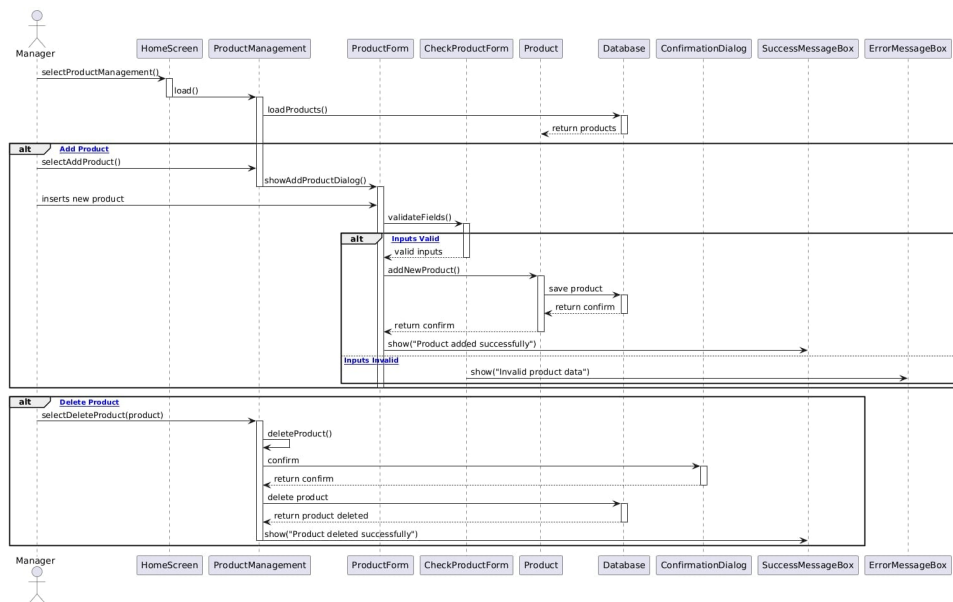 Manager
HomeScreen
ProductManagement
ProductForm
CheckProductForm
Product
Database
ConfirmationDialog
SuccessMessageBox
ErrorMessageBox
selectProductManagement()
load()
loadProducts()
return products
alt
Add Product
selectAddProduct()
showAddProductDialog()
inserts new product
validateFields()
alt
Inputs Valid
valid inputs
addNewProduct()
save product
return confirm
return confirm
show("Product added successfully")
Inputs Invalid
show("Invalid product data")
alt
Delete Product
selectDeleteProduct(product)
deleteProduct()
confirm
return confirm
delete product
return product deleted
show("Product deleted successfully")
Manager
HomeScreen
ProductManagement
ProductForm
CheckProductForm
Product
Database
ConfirmationDialog
SuccessMessageBox
ErrorMessageBox